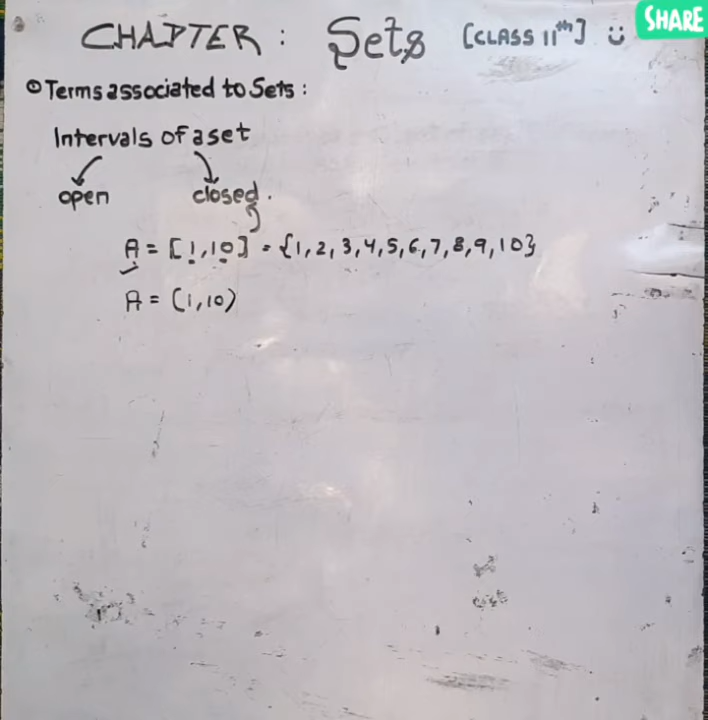 CHAPTER: Sets [CLASS 11th] SHARE
Terms associated to Sets:
Intervals of a set
open closed.
A = [1,10] = {1,2,3,4,5,6,7,8,9,10}
A = (1,10)